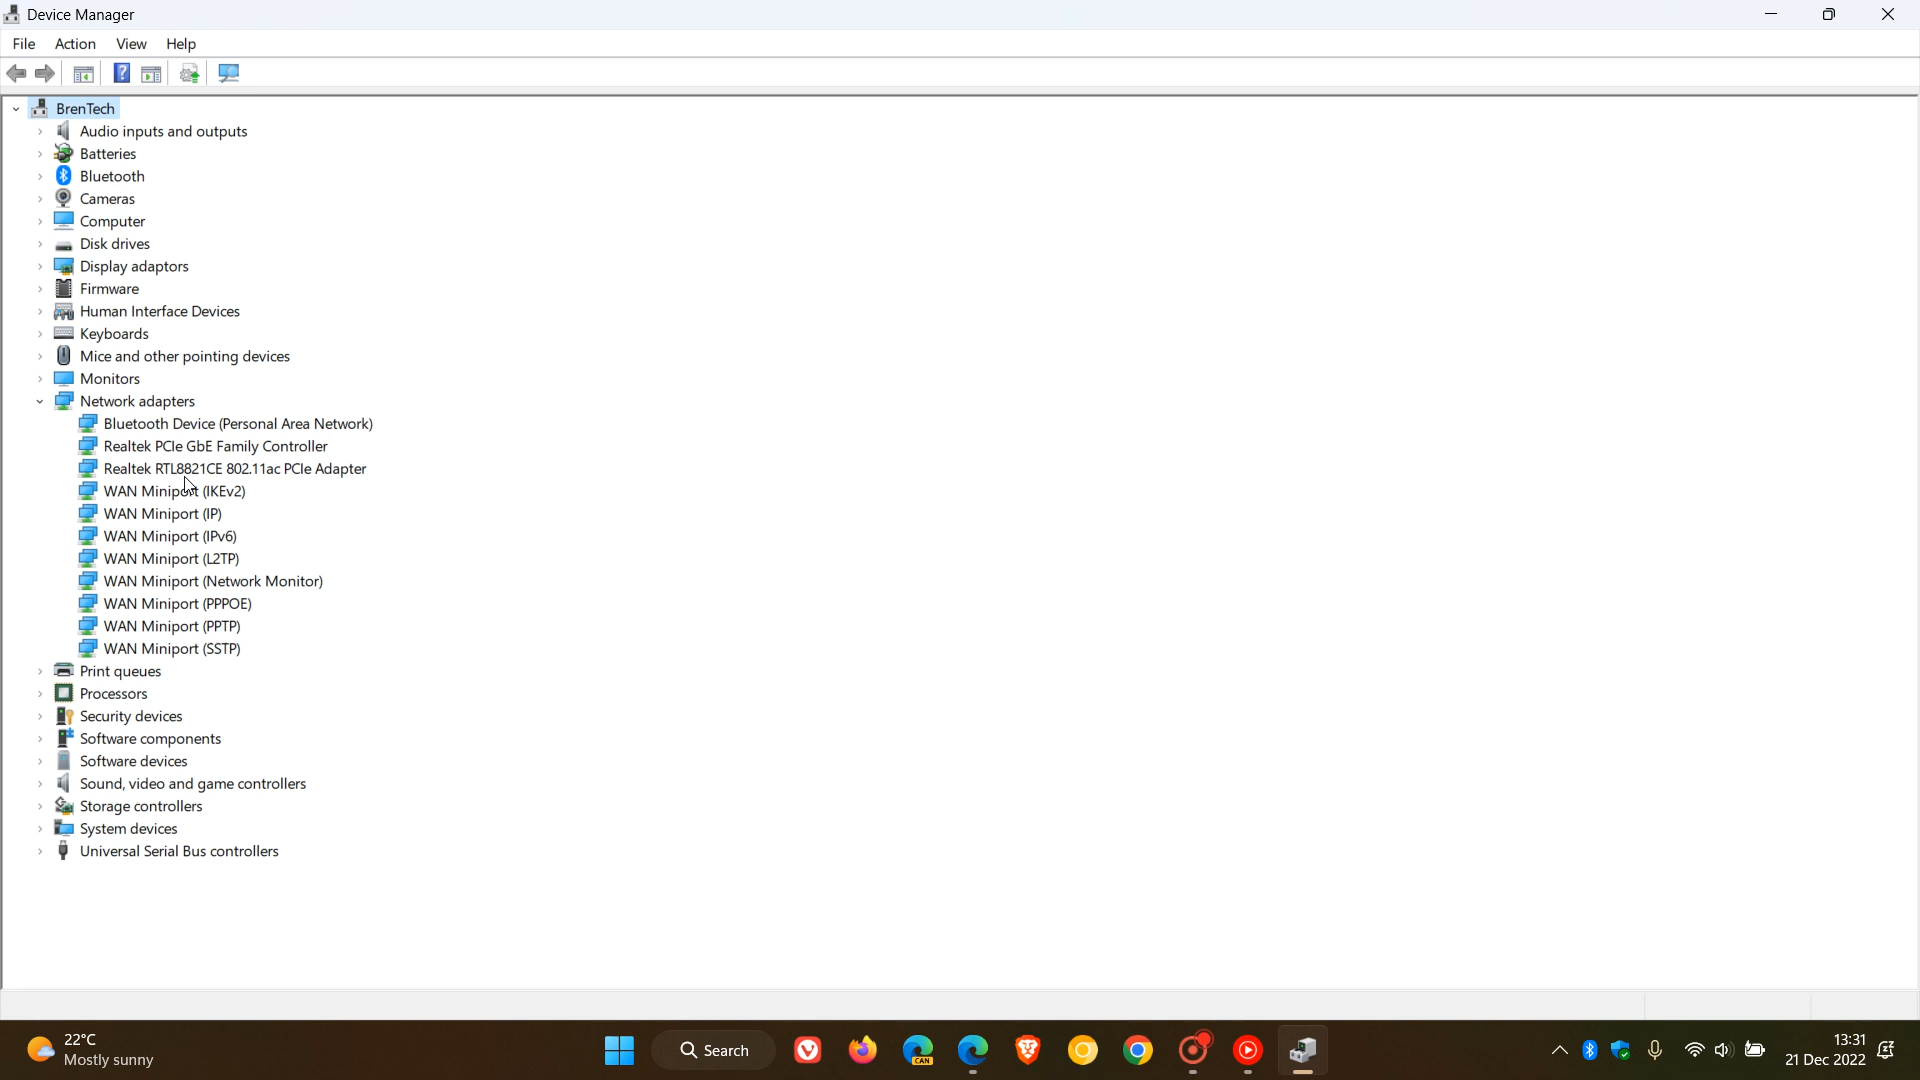 Device Manager
File Action View Help
BrenTech
Audio inputs and outputs
Batteries
Bluetooth
Cameras
Computer
Disk drives
Display adaptors
Firmware
Human Interface Devices
Keyboards
Mice and other pointing devices
Monitors
Network adapters
Bluetooth Device (Personal Area Network)
Realtek PCIe GbE Family Controller
Realtek RTL8821CE 802.11ac PCIe Adapter
WAN Miniport (IKEv2)
WAN Miniport (IP)
WAN Miniport (IPv6)
WAN Miniport (L2TP)
WAN Miniport (Network Monitor)
WAN Miniport (PPPOE)
WAN Miniport (PPTP)
WAN Miniport (SSTP)
Print queues
Processors
Security devices
Software components
Software devices
Sound, video and game controllers
Storage controllers
System devices
Universal Serial Bus controllers
22°C
Mostly sunny
Search
CAN
13:31
21 Dec 2022